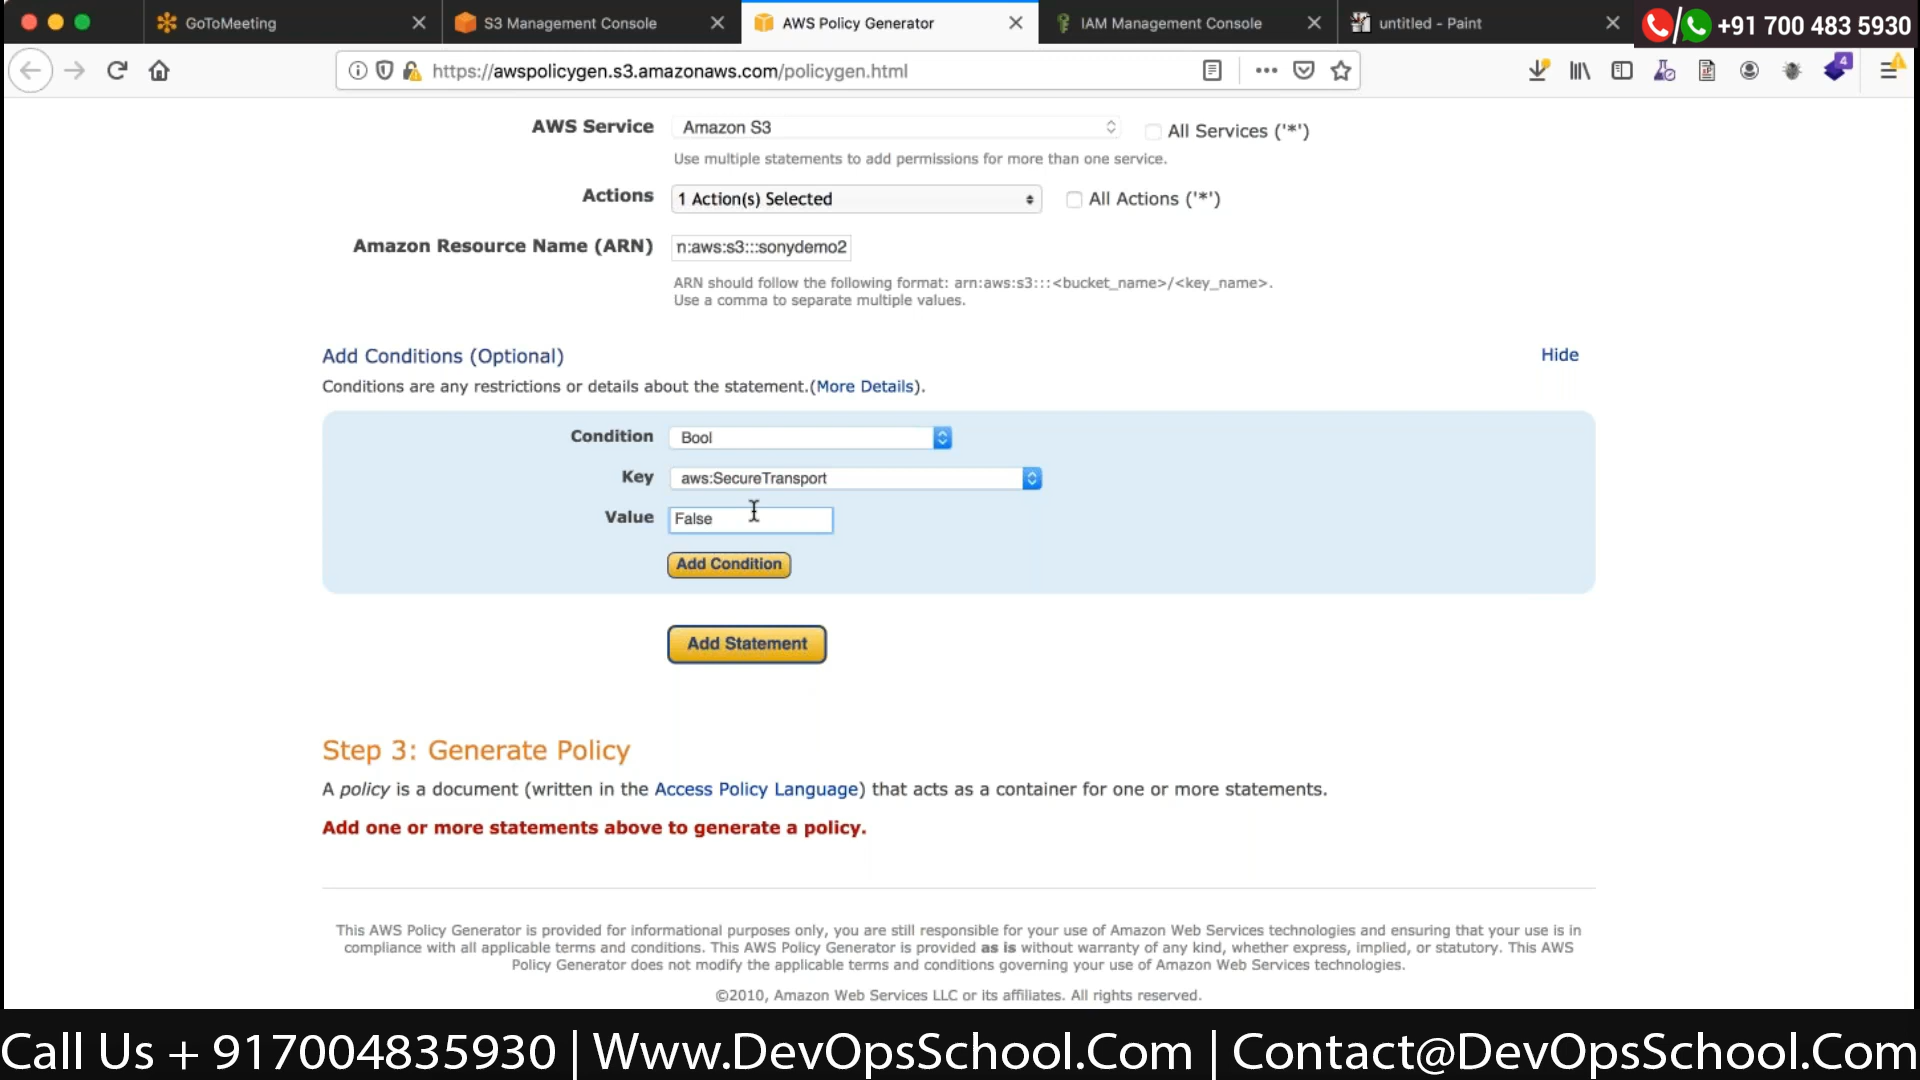 GoToMeeting
S3 Management Console
AWS Policy Generator
IAM Management Console
untitled - Paint
+91 700 483 5930
https://awspolicygen.s3.amazonaws.com/policygen.html
4
AWS Service
Amazon S3
All Services ('*')
Use multiple statements to add permissions for more than one service.
Actions
1 Action(s) Selected
All Actions ('*')
Amazon Resource Name (ARN)
n:aws:s3:::sonydemo2
ARN should follow the following format: arn:aws:s3:::<bucket_name>/<key_name>.
Use a comma to separate multiple values.
Add Conditions (Optional)
Hide
Conditions are any restrictions or details about the statement.(More Details).
Condition
Bool
Key
aws:SecureTransport
Value
False
Add Condition
Add Statement
Step 3: Generate Policy
A policy is a document (written in the Access Policy Language) that acts as a container for one or more statements.
Add one or more statements above to generate a policy.
This AWS Policy Generator is provided for informational purposes only, you are still responsible for your use of Amazon Web Services technologies and ensuring that your use is in
compliance with all applicable terms and conditions. This AWS Policy Generator is provided as is without warranty of any kind, whether express, implied, or statutory. This AWS
Policy Generator does not modify the applicable terms and conditions governing your use of Amazon Web Services technologies.
©2010, Amazon Web Services LLC or its affiliates. All rights reserved.
Call Us + 917004835930 | Www.DevOpsSchool.Com | Contact@DevOpsSchool.Com